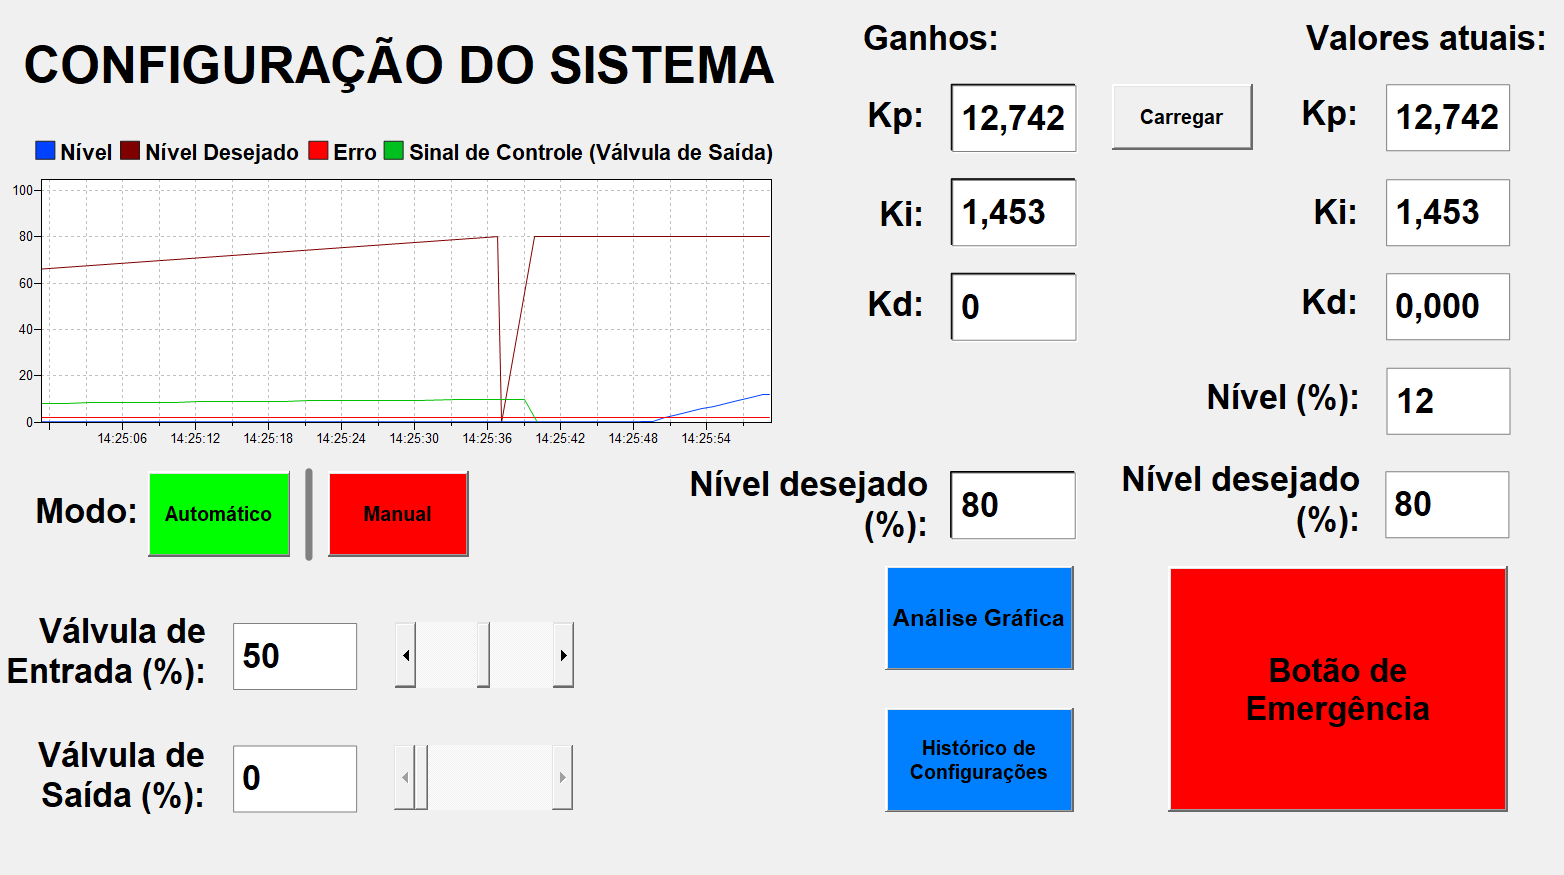 CONFIGURAÇÃO DO SISTEMA
Nível Nível Desejado Erro Sinal de Controle (Válvula de Saída)
100
80
60
40
20
0
14:25:06 14:25:12 14:25:18 14:25:24 14:25:30 14:25:36 14:25:42 14:25:48 14:25:54
Modo: Automático Manual
Válvula de
Entrada (%): 50
Válvula de
Saída (%): 0
Ganhos:
Kp: 12,742 Carregar
Ki: 1,453
Kd: 0
Nível desejado
(%): 80
Análise Gráfica
Histórico de
Configurações
Valores atuais:
Kp: 12,742
Ki: 1,453
Kd: 0,000
Nível (%): 12
Nível desejado
(%): 80
Botão de
Emergência